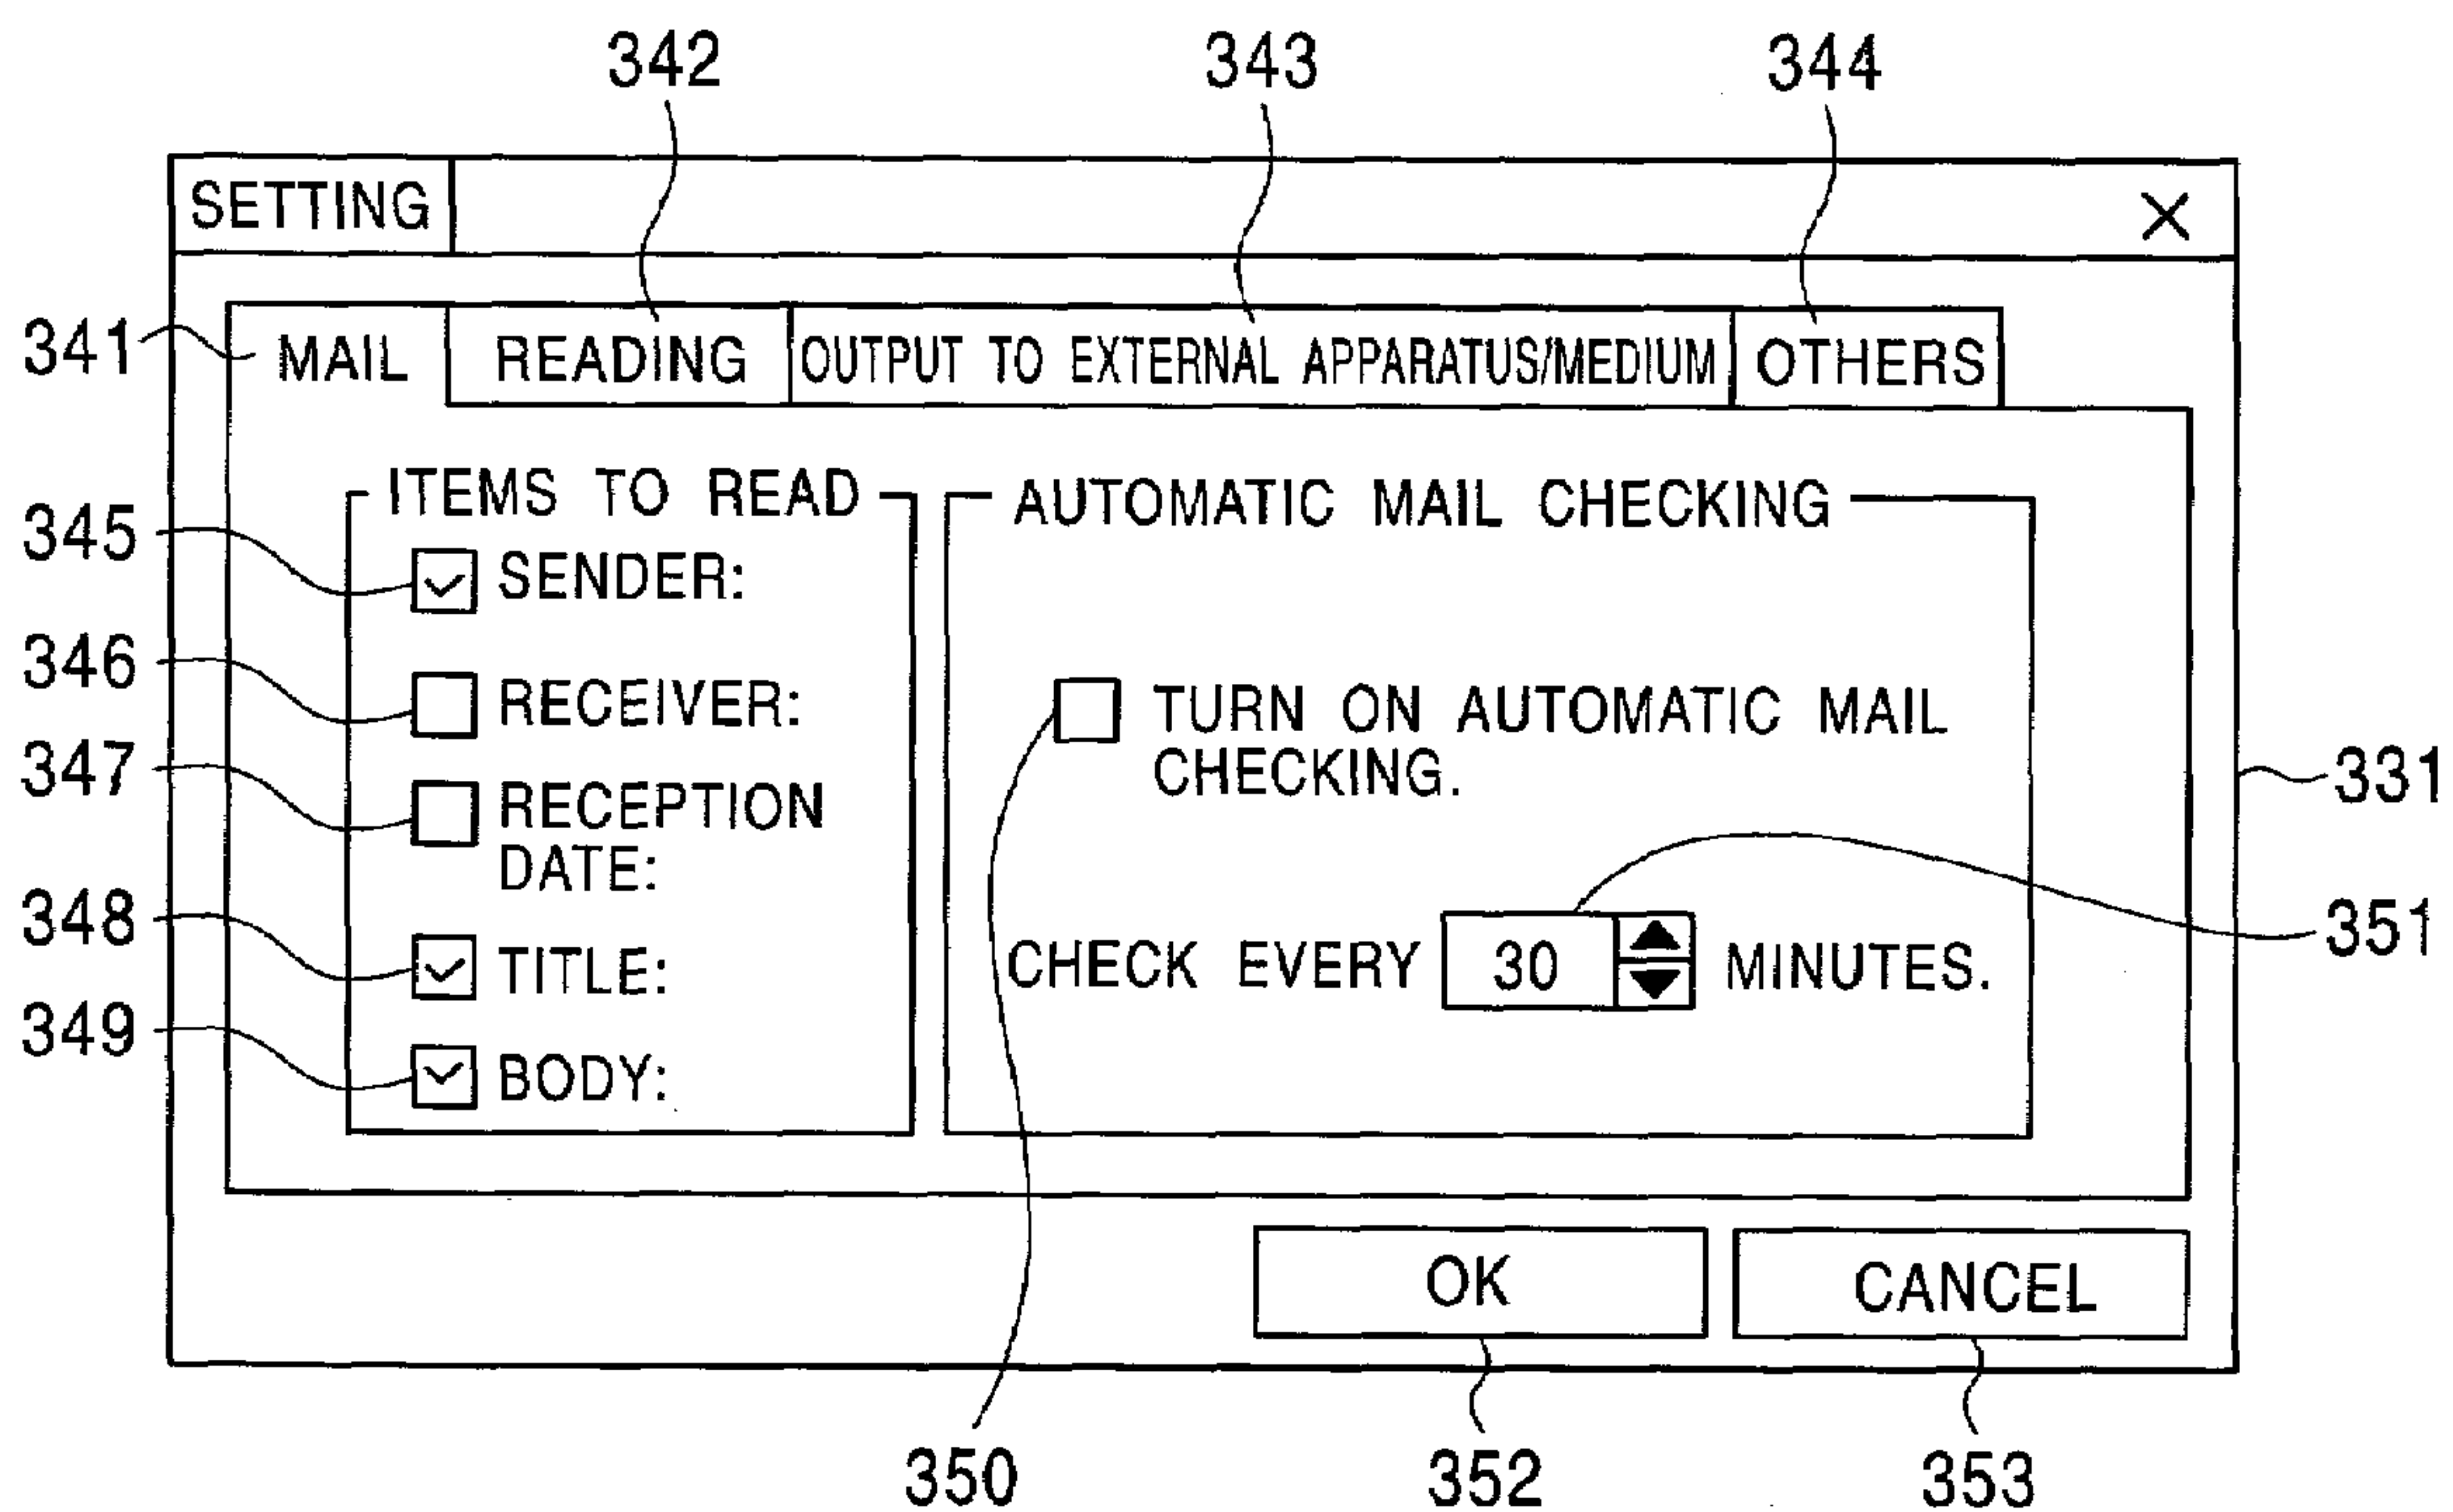 342 343 344
SETTING
341 MAIL READING OUTPUT TO EXTERNAL APPARATUS/MEDIUM OTHERS
ITEMS TO READ
345 SENDER:
346 RECEIVER:
347 RECEPTION
DATE:
348 TITLE:
349 BODY:
AUTOMATIC MAIL CHECKING
TURN ON AUTOMATIC MAIL
CHECKING.
331
351
CHECK EVERY 30 MINUTES.
OK CANCEL
350 352 353